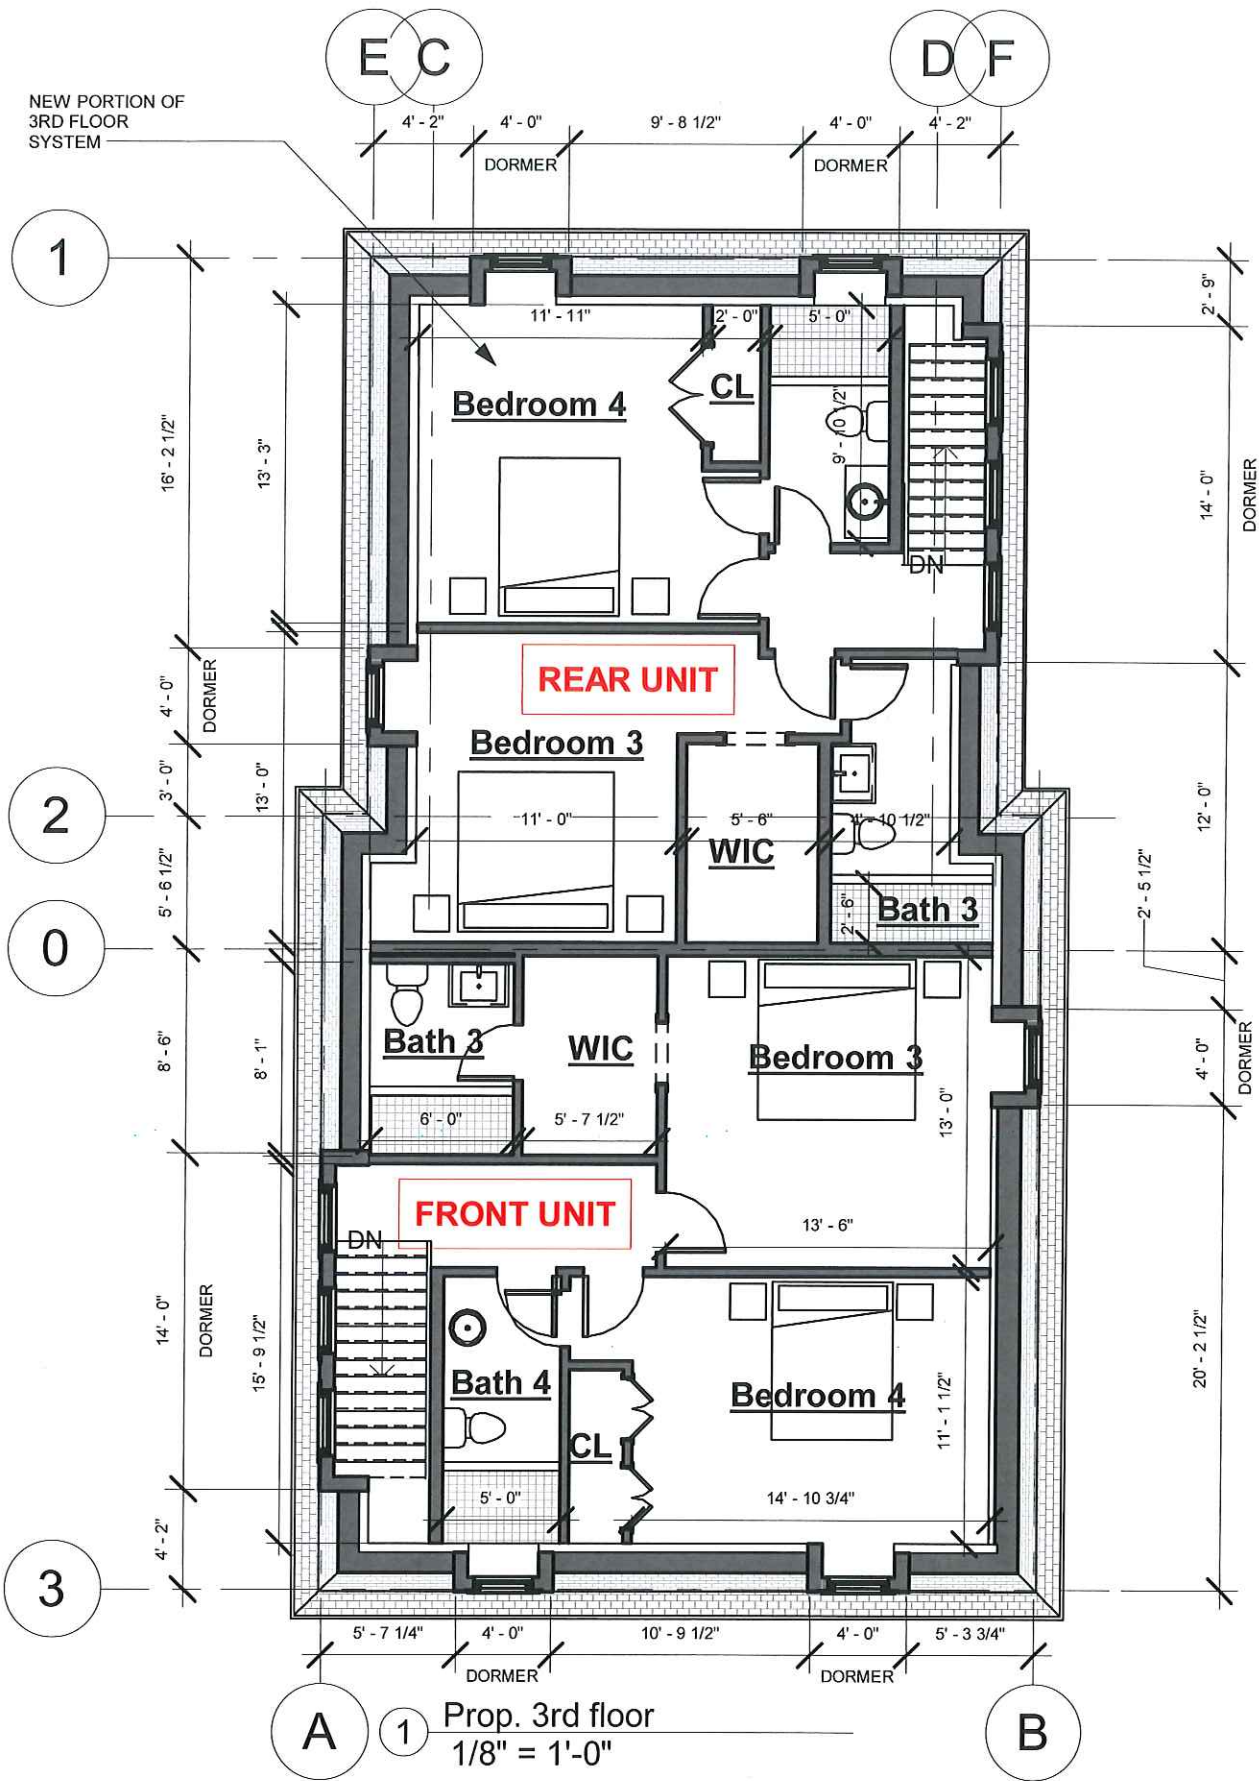 E
C
D
F
NEW PORTION OF
3RD FLOOR
SYSTEM
4' - 2"
4' - 0"
9' - 8 1/2"
4' - 0"
4' - 2"
DORMER
DORMER
1
2' - 9"
11' - 11"
2' - 0"
5' - 0"
Bedroom 4
CL
9' - 10 1/2"
16' - 2 1/2"
13' - 3"
14' - 0"
DORMER
DN
REAR UNIT
4' - 0"
DORMER
Bedroom 3
3' - 0"
13' - 0"
2
11' - 0"
5' - 6"
4' - 10 1/2"
12' - 0"
WIC
5' - 6 1/2"
2' - 6"
Bath 3
2' - 5 1/2"
0
8' - 6"
8' - 1"
Bath 3
WIC
Bedroom 3
4' - 0"
DORMER
6' - 0"
5' - 7 1/2"
13' - 0"
FRONT UNIT
13' - 6"
DN
14' - 0"
DORMER
15' - 9 1/2"
Bath 4
Bedroom 4
CL
11' - 1 1/2"
20' - 2 1/2"
5' - 0"
14' - 10 3/4"
4' - 2"
3
5' - 7 1/4"
4' - 0"
10' - 9 1/2"
4' - 0"
5' - 3 3/4"
DORMER
DORMER
A
B
1
Prop. 3rd floor
1/8" = 1'-0"